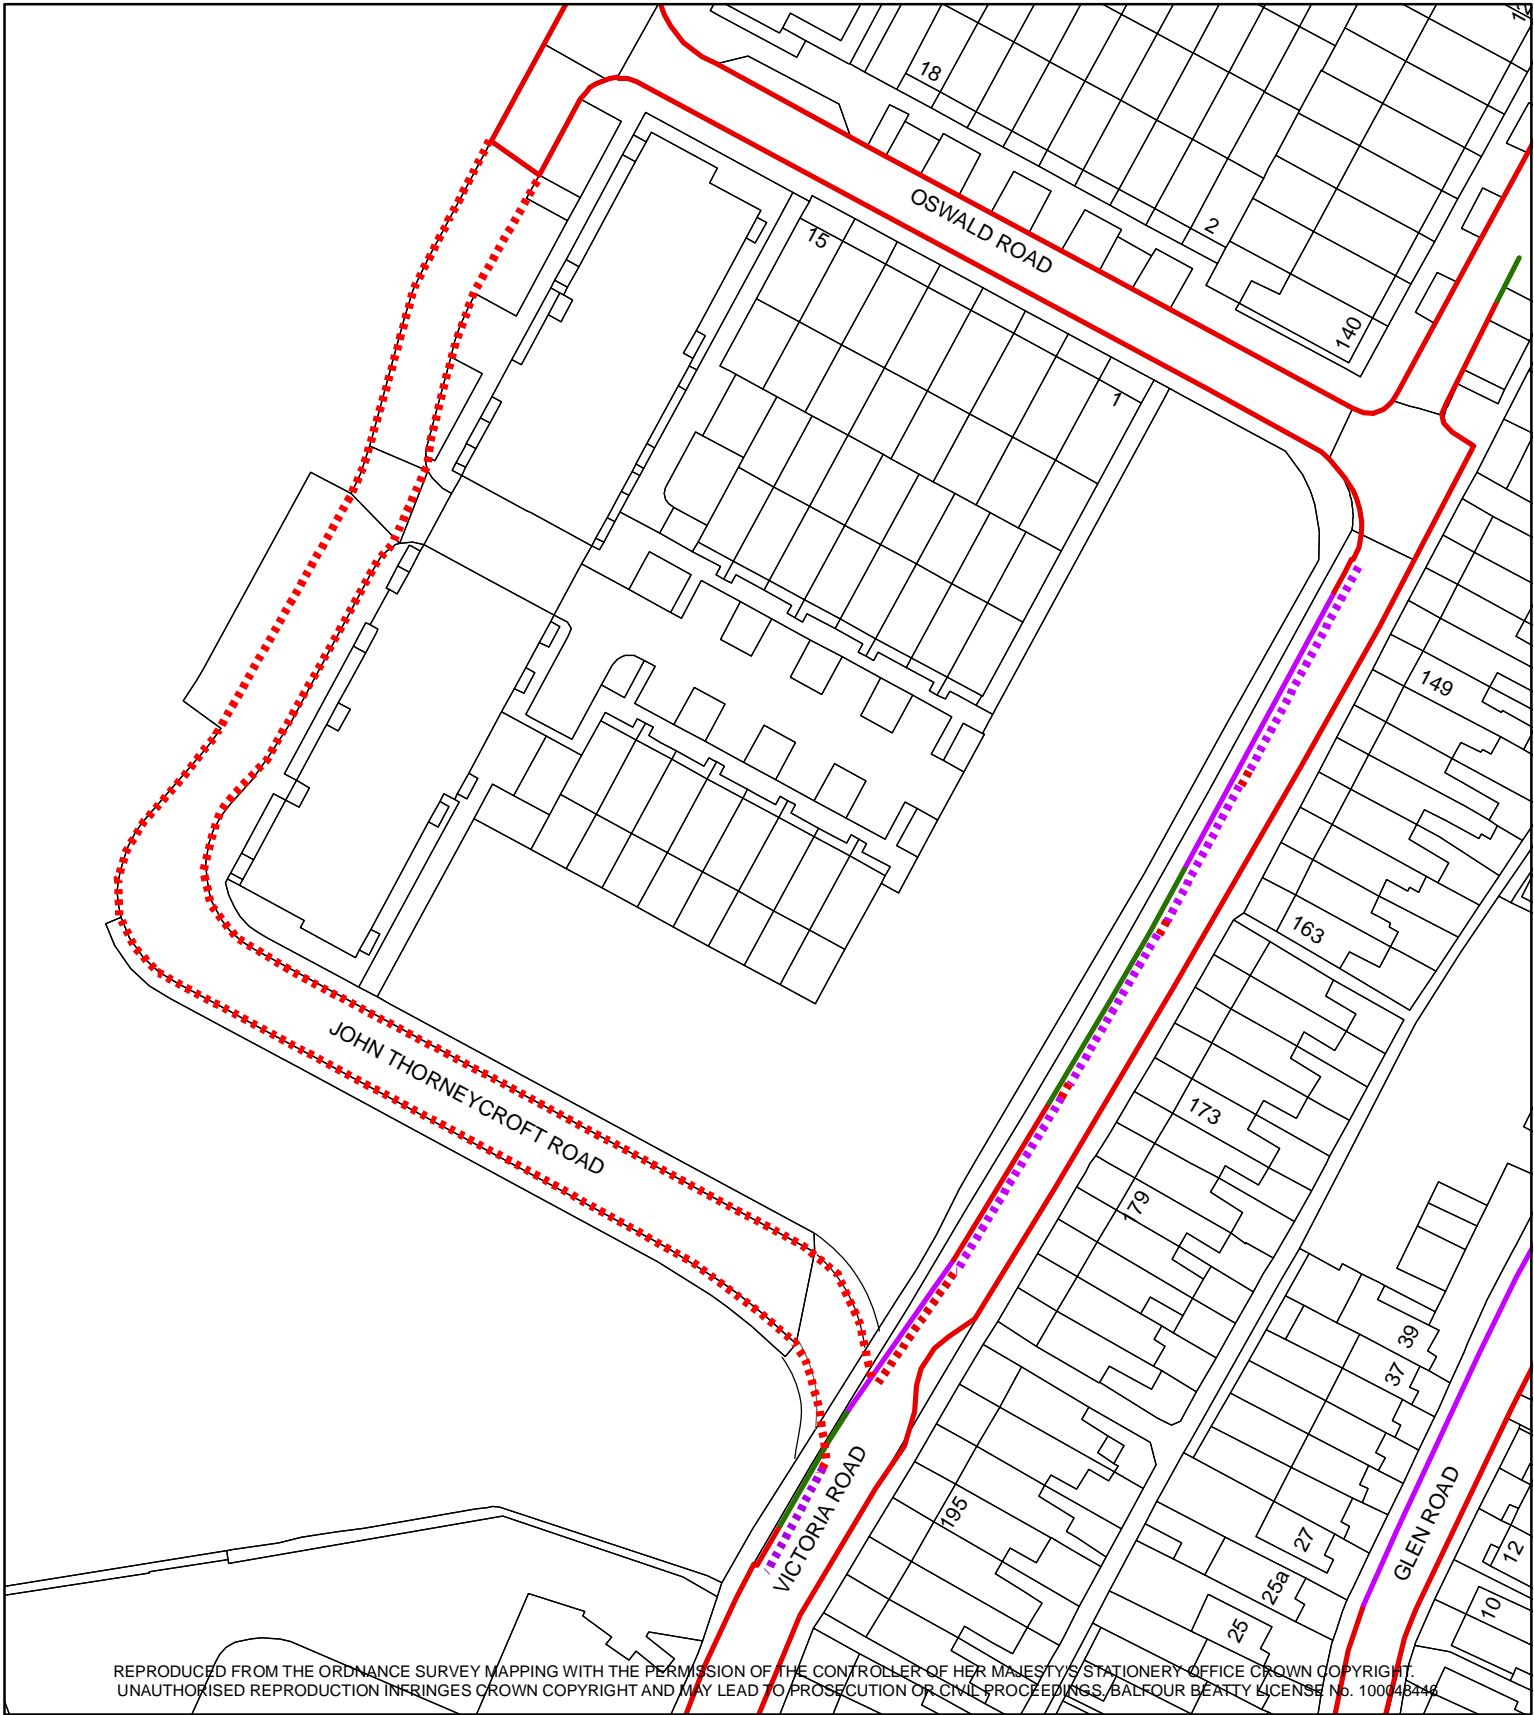 18
OSWALD ROAD
15
2
140
1
149
163
JOHN THORNEYCROFT ROAD
173
179
39
37
195
VICTORIA ROAD
GLEN ROAD
27
12
25a
10
25
REPRODUCED FROM THE ORDNANCE SURVEY MAPPING WITH THE PERMISSION OF THE CONTROLLER OF HER MAJESTY'S STATIONERY OFFICE CROWN COPYRIGHT.
UNAUTHORISED REPRODUCTION INFRINGES CROWN COPYRIGHT AND MAY LEAD TO PROSECUTION OR CIVIL PROCEEDINGS. BALFOUR BEATTY LICENSE No. 100048446